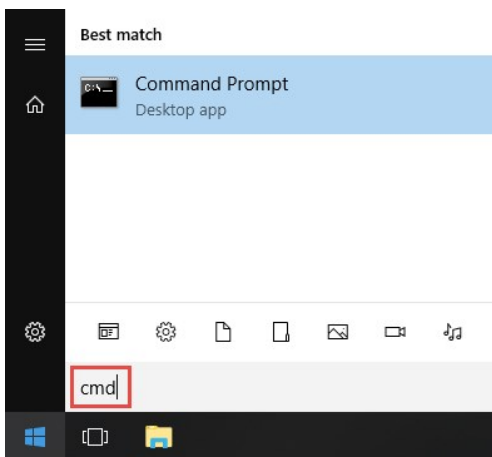 Best match
C:\_
Command Prompt
Desktop app
cmd